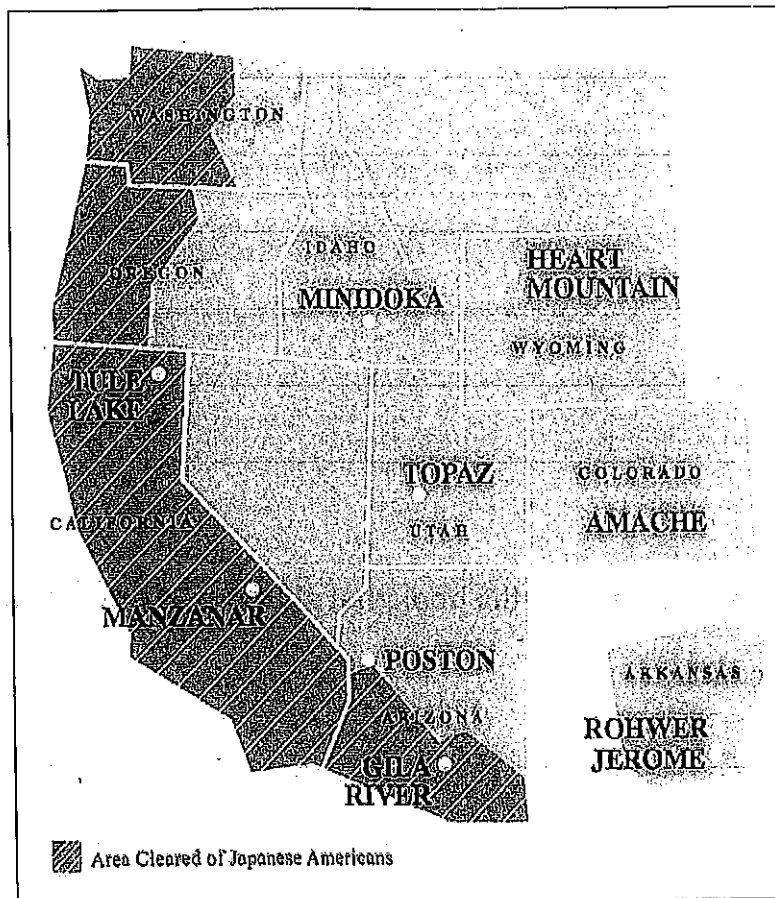 WASHINGTON
OREGON
IDAHO
MINIDOKA
HEART
MOUNTAIN
WYOMING
TULE
LAKE
CALIFORNIA
TOPAZ
UTAH
COLORADO
AMACHE
MANZANAR
POSTON
ARIZONA
GILA
RIVER
ARKANSAS
ROHWER
JEROME
Area Cleared of Japanese Americans